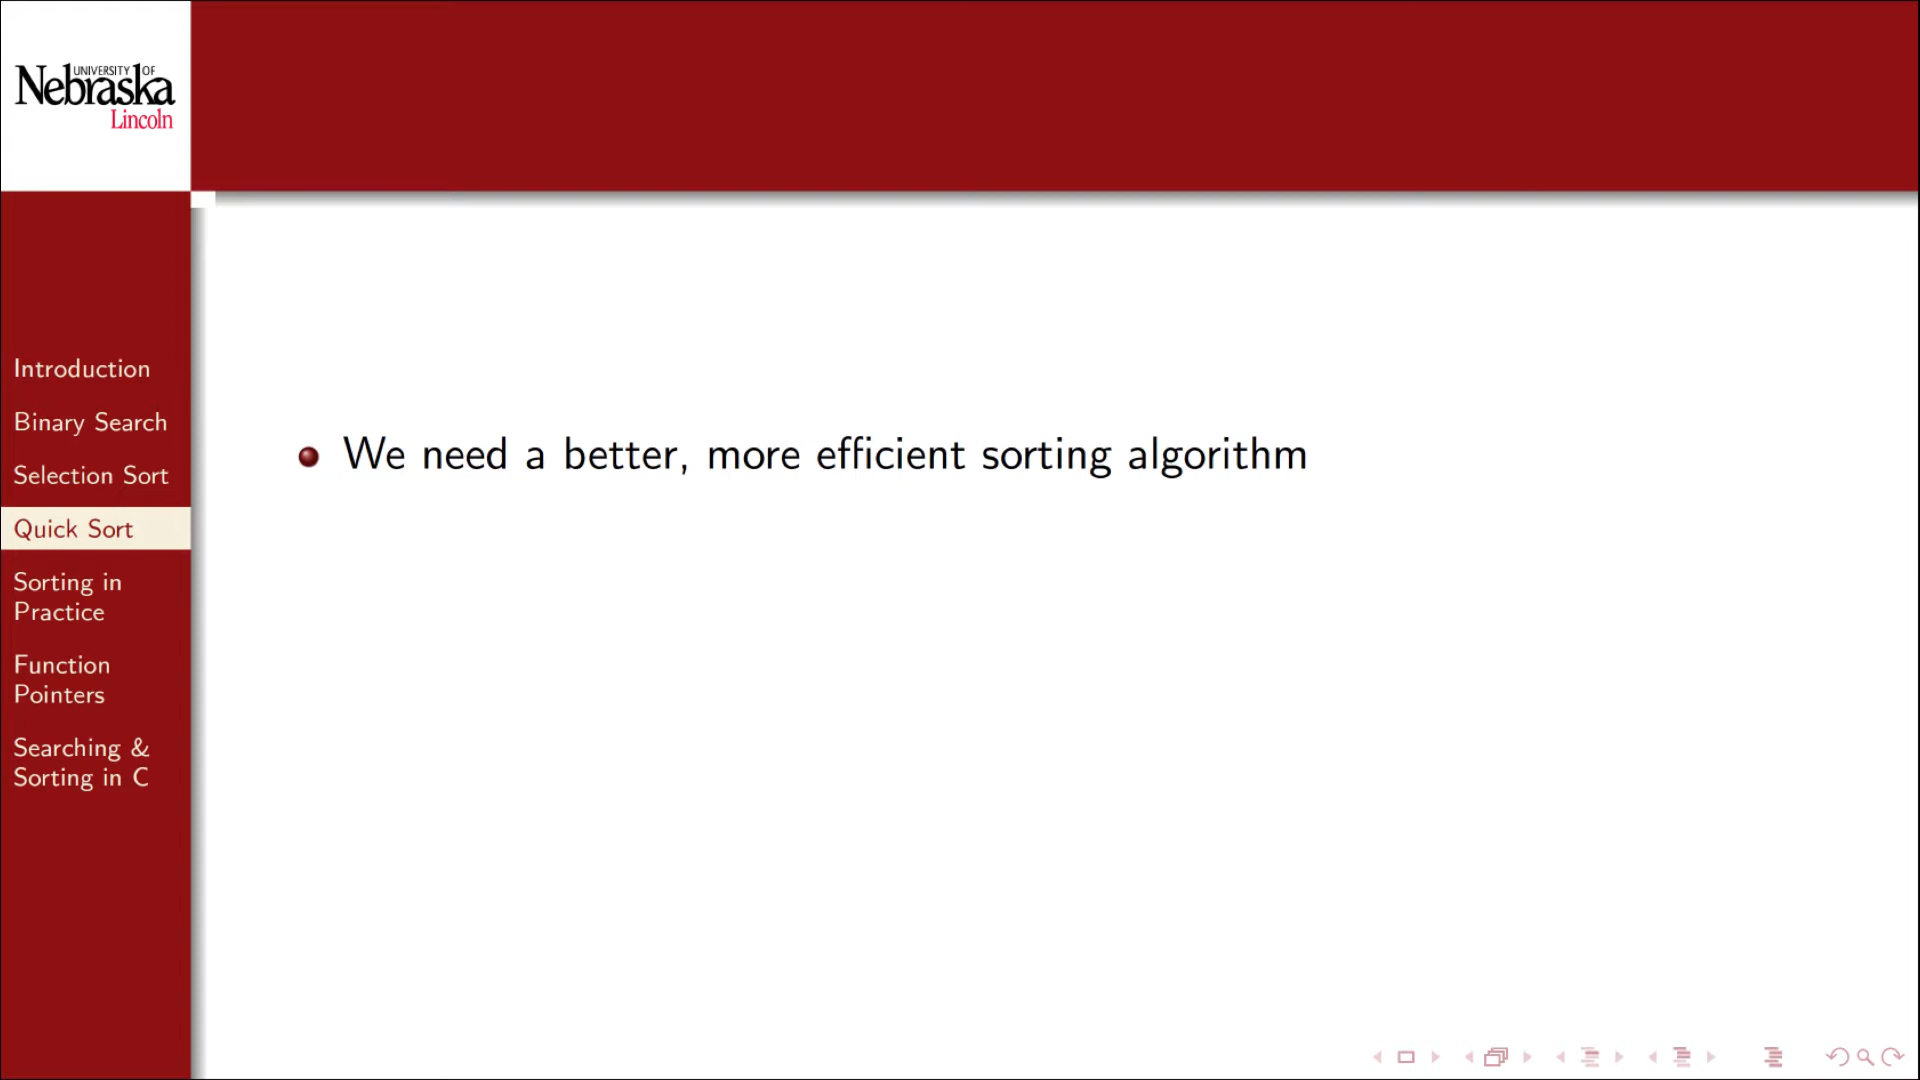 UNIVERSITY OF
Nebraska
Lincoln
Introduction
Binary Search
Selection Sort
Quick Sort
Sorting in
Practice
Function
Pointers
Searching &
Sorting in C
We need a better, more efficient sorting algorithm